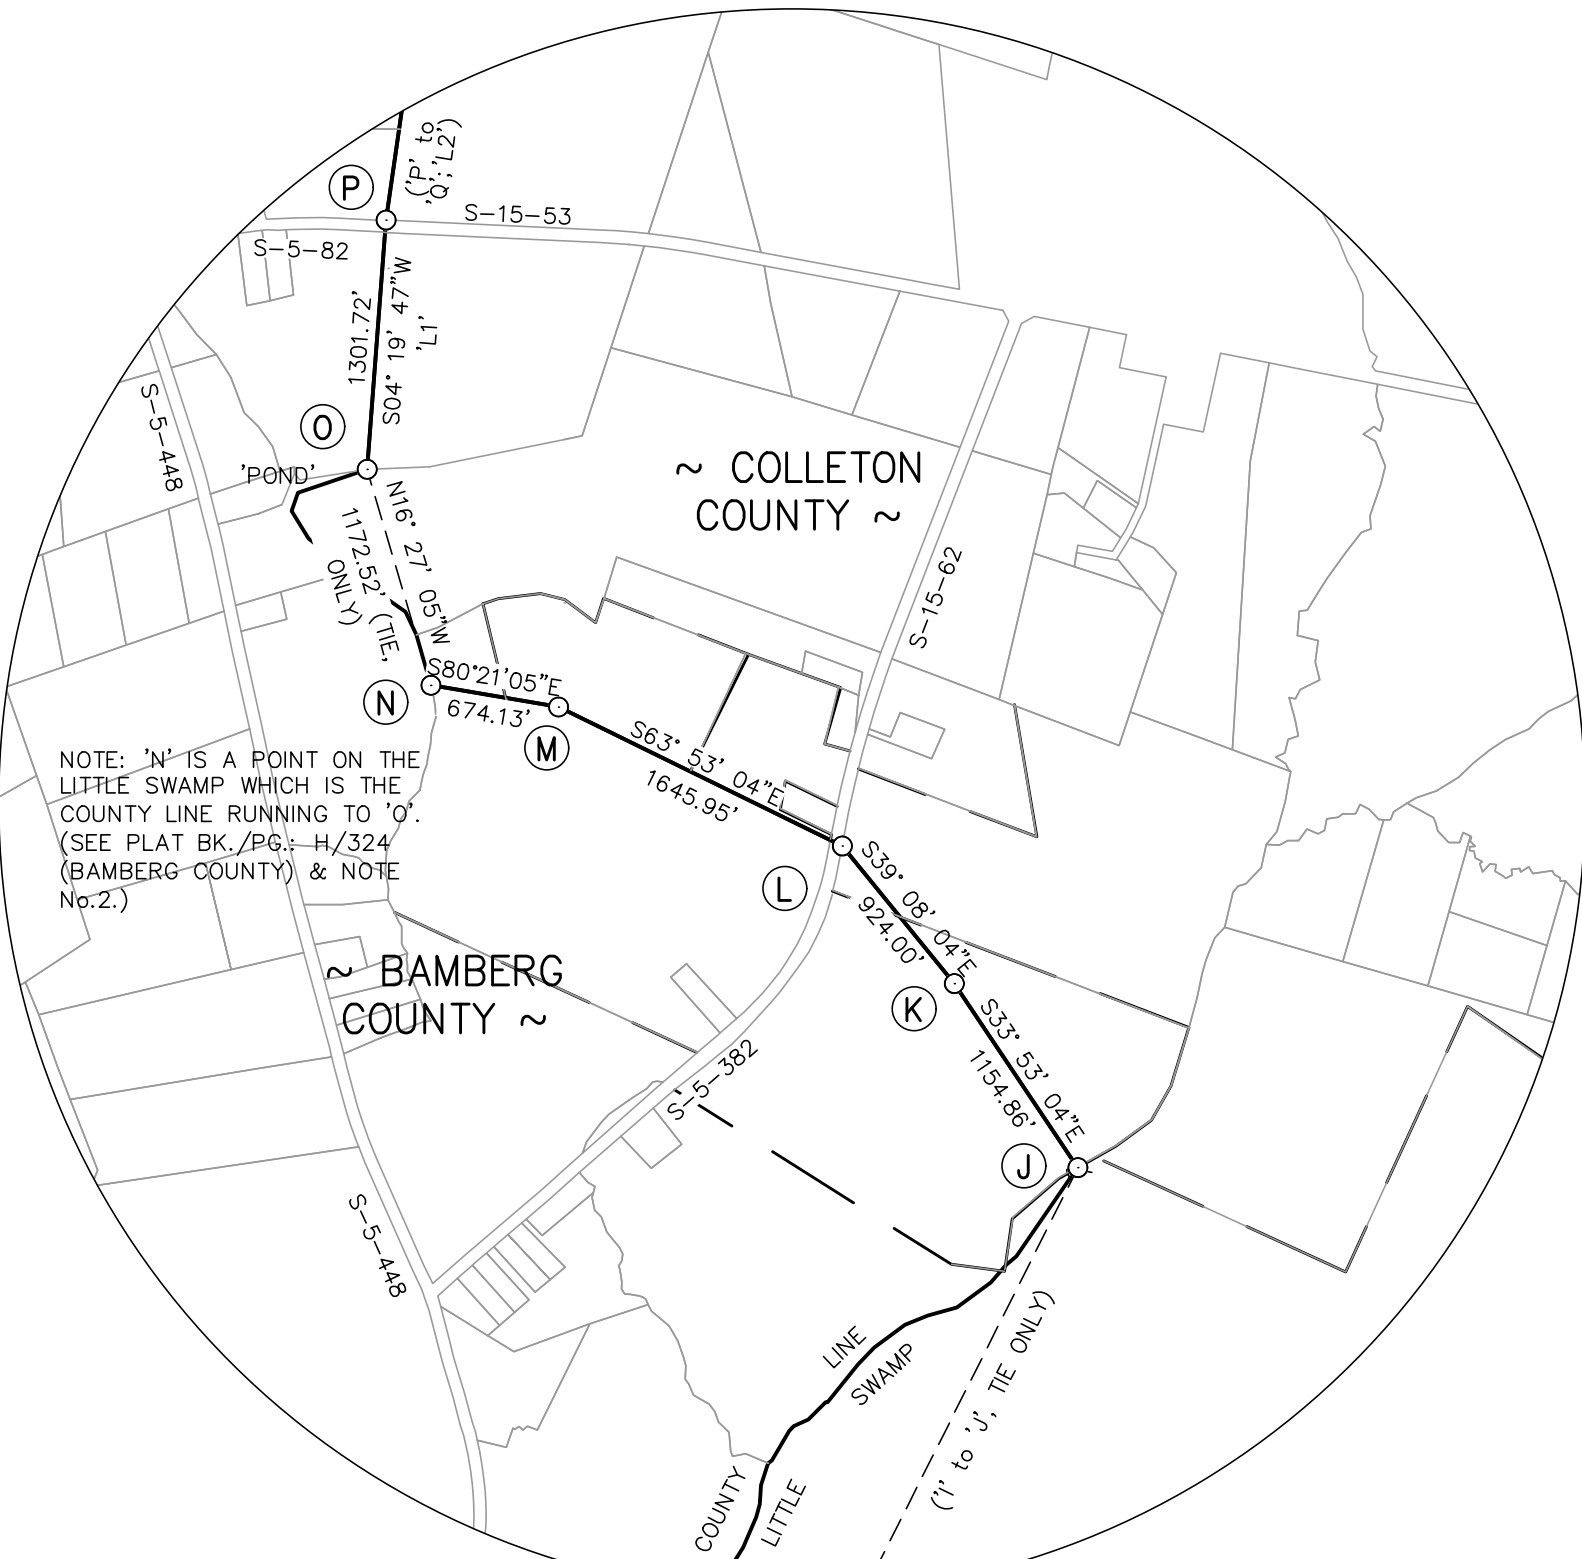 ('P' to
'Q';'L2')
P
S-15-53
S-5-82
1301.72'
S04° 19' 47"W
'L1'
O
S-5-448
'POND'
~ COLLETON
COUNTY ~
N16° 27' 05"W
1172.52' (TIE,
ONLY)
S-15-62
N
S80°21'05"E
674.13'
M
S63° 53' 04"E
1645.95'
NOTE: 'N' IS A POINT ON THE
LITTLE SWAMP WHICH IS THE
COUNTY LINE RUNNING TO 'O'.
(SEE PLAT BK./PG.: H/324
(BAMBERG COUNTY) & NOTE
No.2.)
L
S39° 08' 04"E
924.00'
~ BAMBERG
COUNTY ~
K
S33° 53' 04"E
1154.86'
S-5-382
J
S-5-448
LINE
SWAMP
('I' to 'J', TIE ONLY)
COUNTY
LITTLE